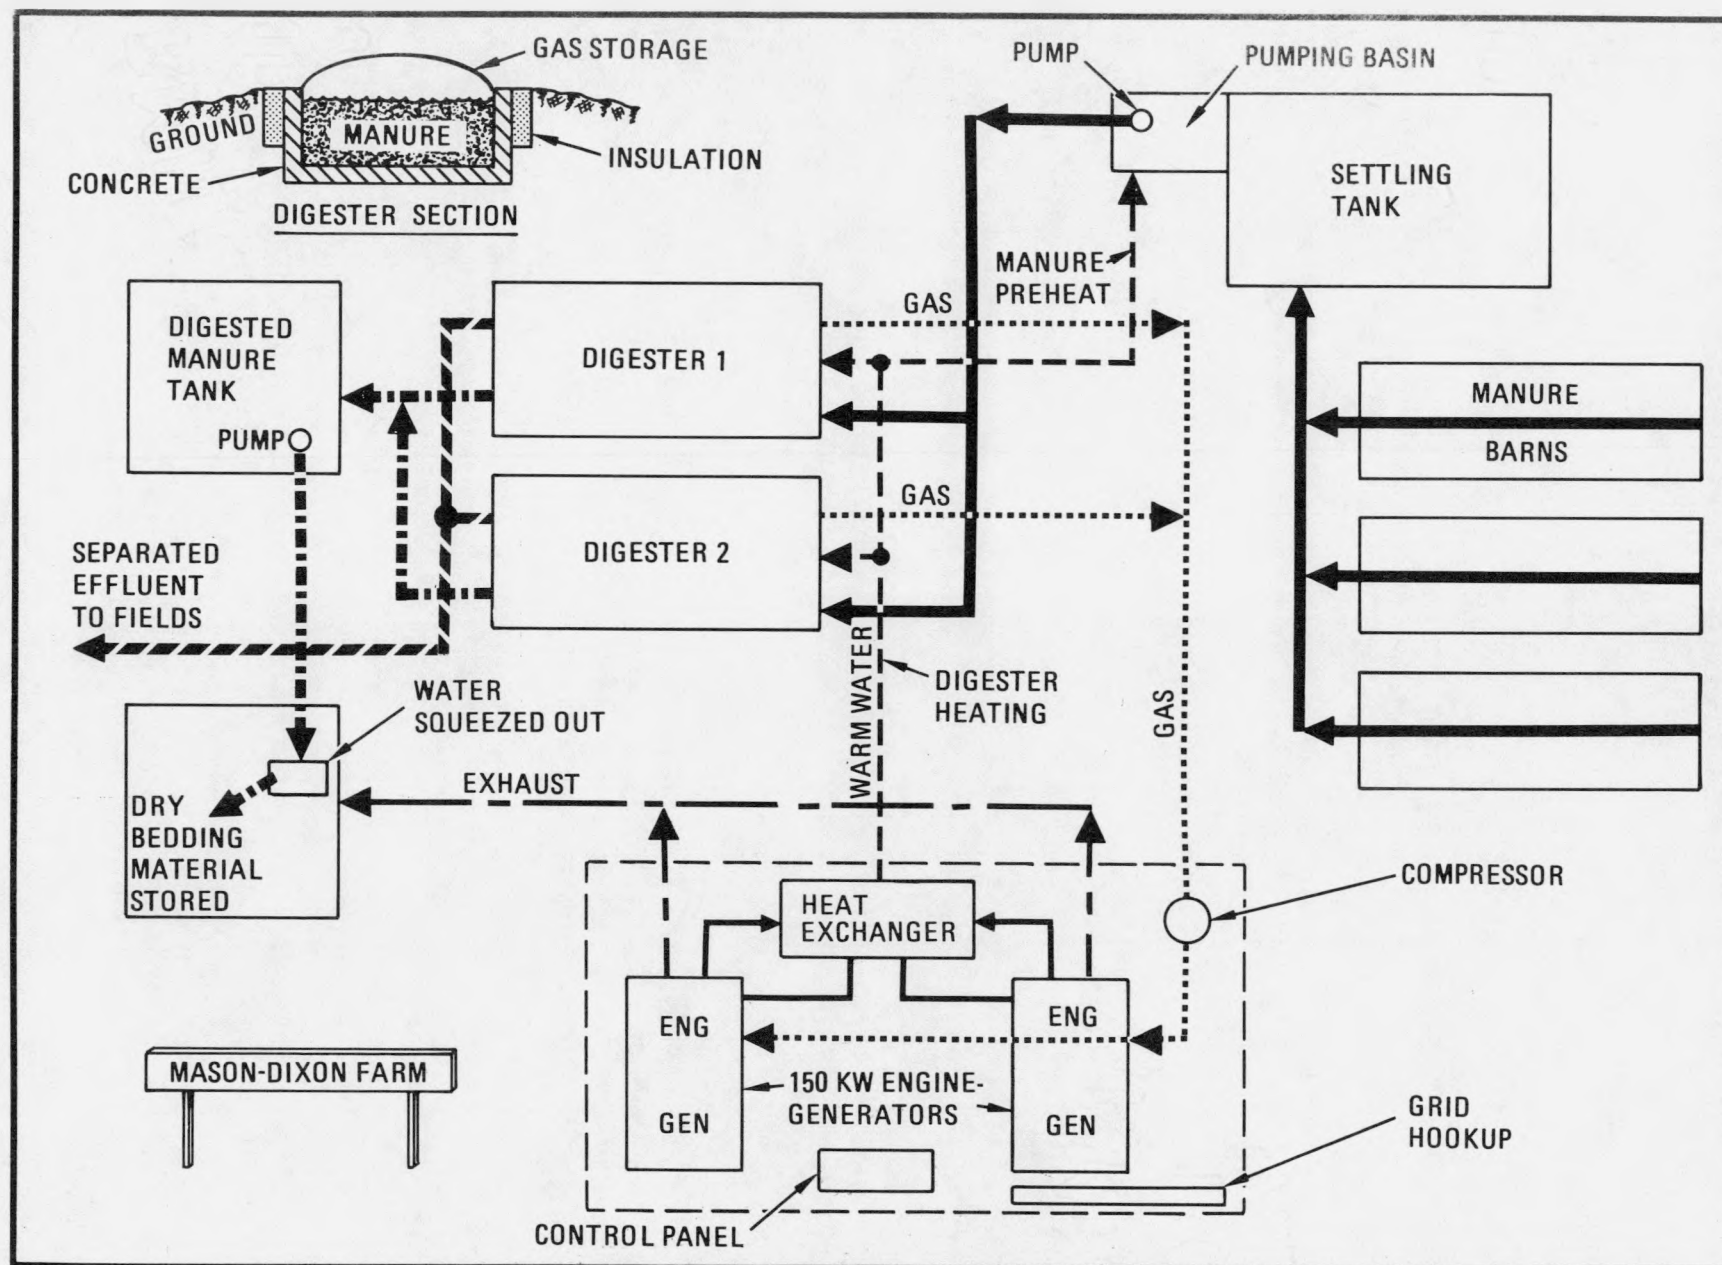 GAS STORAGE
GROUND
MANURE
INSULATION
CONCRETE
DIGESTER SECTION
PUMP
PUMPING BASIN
SETTLING
TANK
MANURE
PREHEAT
DIGESTED
MANURE
TANK
PUMP
DIGESTER 1
GAS
MANURE
BARNS
DIGESTER 2
GAS
SEPARATED
EFFLUENT
TO FIELDS
WATER
SQUEEZED OUT
WARM WATER
DIGESTER
HEATING
GAS
EXHAUST
DRY
BEDDING
MATERIAL
STORED
HEAT
EXCHANGER
COMPRESSOR
ENG
GEN
ENG
GEN
150 KW ENGINE-
GENERATORS
MASON-DIXON FARM
CONTROL PANEL
GRID
HOOKUP